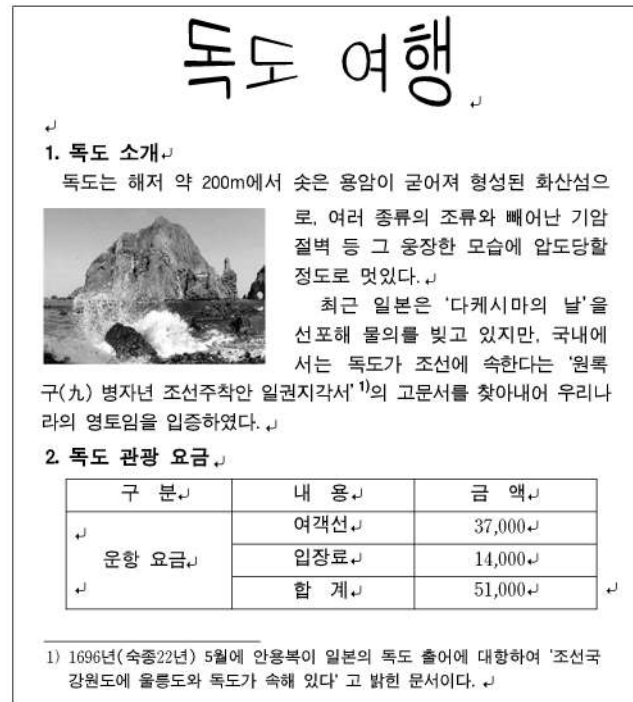 독도 여행↵
↵
1. 독도 소개↵
독도는 해저 약 200m에서 솟은 용암이 굳어져 형성된 화산섬으
로, 여러 종류의 조류와 빼어난 기암
절벽 등 그 웅장한 모습에 압도당할
정도로 멋있다.↵
최근 일본은 '다케시마의 날'을
선포해 물의를 빚고 있지만, 국내에
서는 독도가 조선에 속한다는 '원록
구(九) 병자년 조선주착안 일권지각서' 1)의 고문서를 찾아내어 우리나
라의 영토임을 입증하였다.↵
2. 독도 관광 요금↵
구 분↵ 내 용↵ 금 액↵
↵ 여객선↵ 37,000↵
운항 요금↵ 입장료↵ 14,000↵
↵ 합 계↵ 51,000↵ ↵
1) 1696년(숙종22년) 5월에 안용복이 일본의 독도 출어에 대항하여 '조선국
강원도에 울릉도와 독도가 속해 있다' 고 밝힌 문서이다.↵